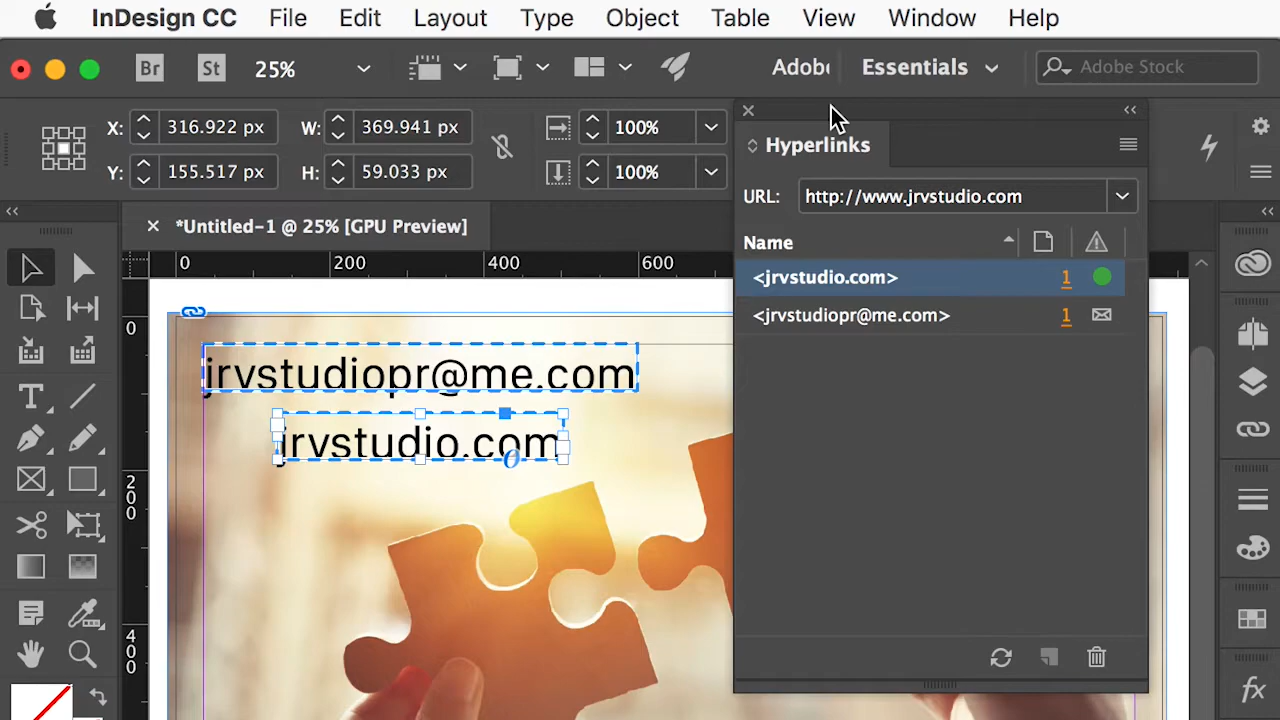 InDesign CC File Edit Layout Type Object Table View Window Help
Br St 25% Adobe Essentials Adobe Stock
X: 316.922 px W: 369.941 px 100%
Y: 155.517 px H: 59.033 px 100%
Hyperlinks
URL: http://www.jrvstudio.com
*Untitled-1 @ 25% [GPU Preview]
Name
0 200 400 600
<jrvstudio.com> 1
<jrvstudiopr@me.com> 1
0
jrvstudiopr@me.com
jrvstudio.com
200
400
fx